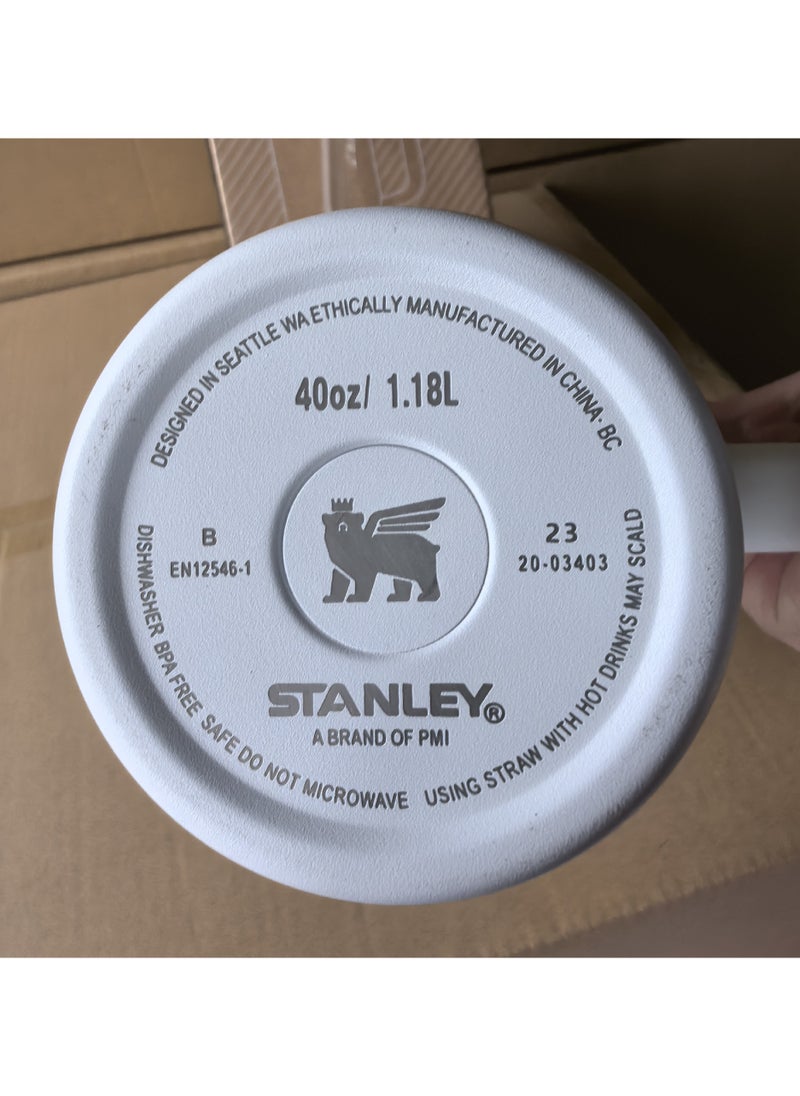 DESIGNED IN SEATTLE WA ETHICALLY MANUFACTURED IN CHINA· BC
40oz/ 1.18L
B
EN12546-1
23
20-03403
STANLEY®
A BRAND OF PMI
DISHWASHER BPA FREE SAFE DO NOT MICROWAVE USING STRAW WITH HOT DRINKS MAY SCALD